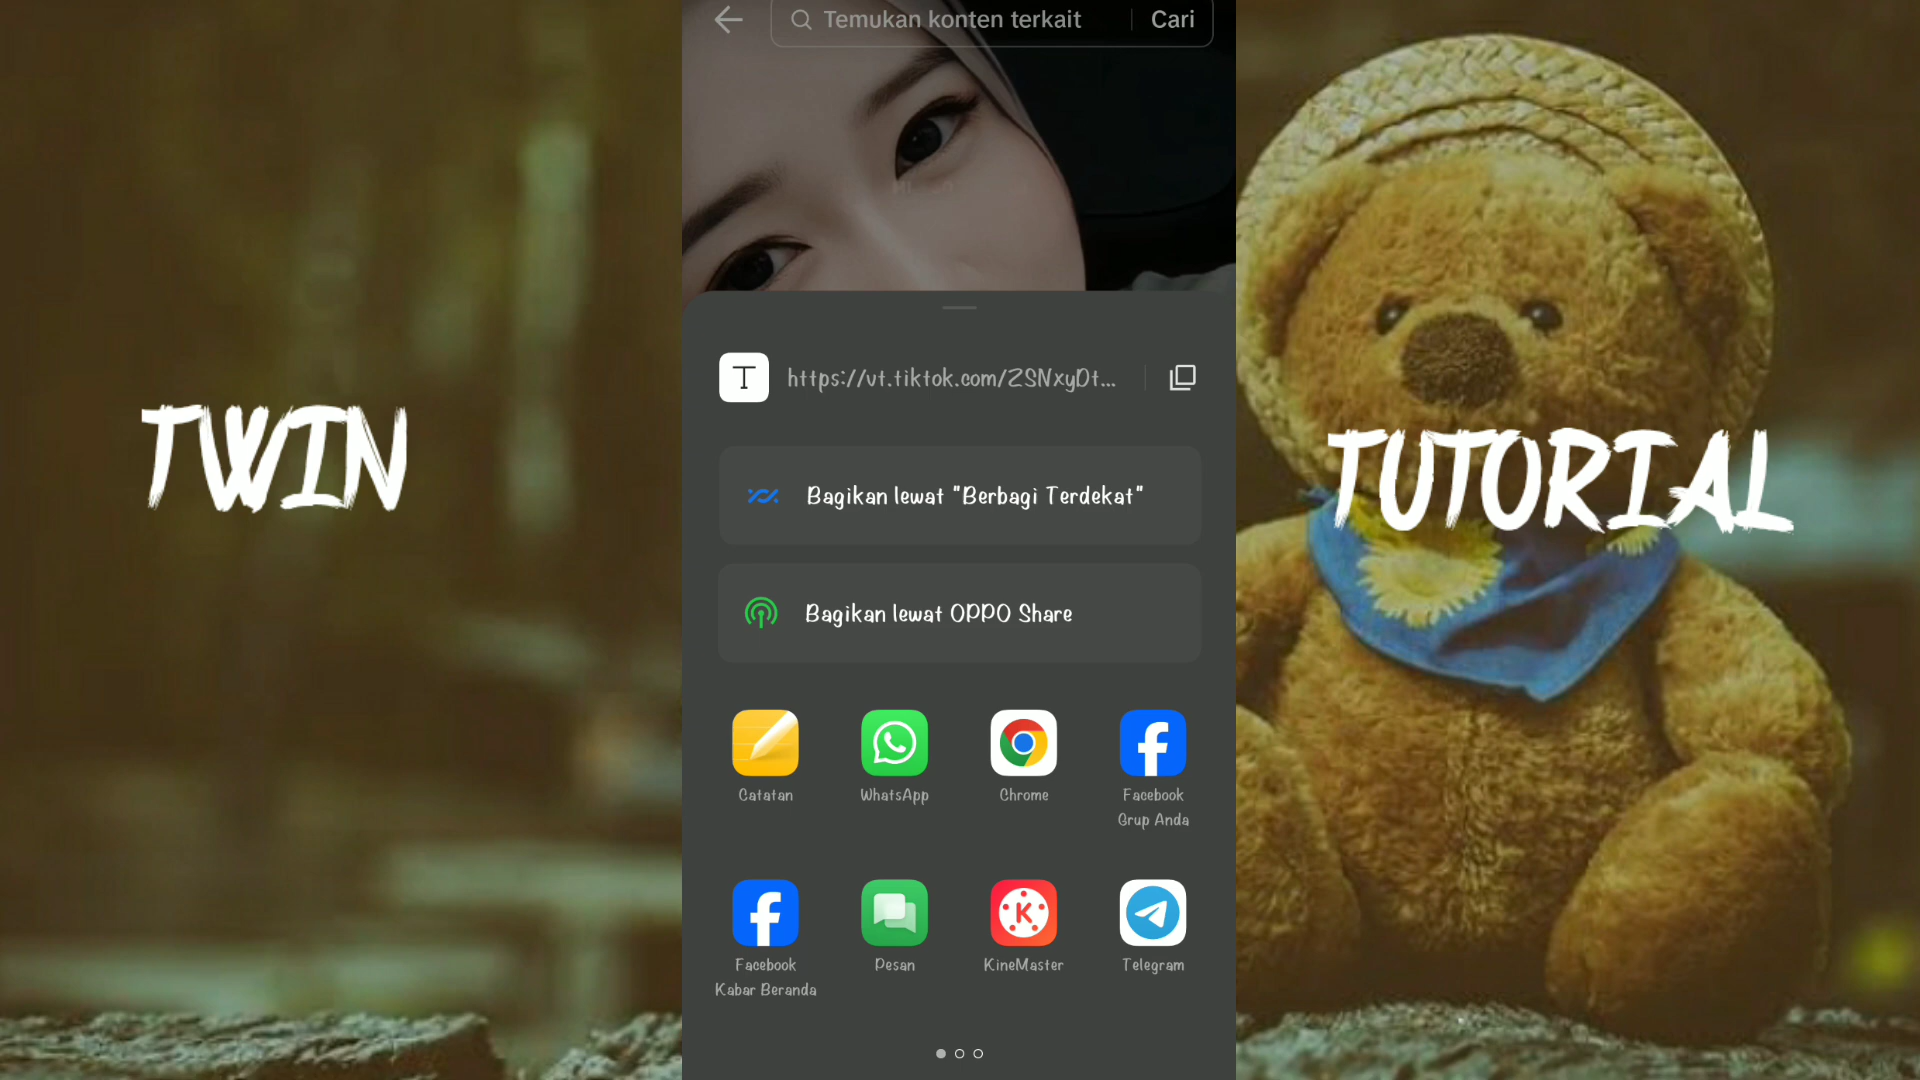 Temukan konten terkait
Cari
TWIN
TUTORIAL
T
https://vt.tiktok.com/ZSNxyDt...
Bagikan lewat "Berbagi Terdekat"
Bagikan lewat OPPO Share
Catatan
WhatsApp
Chrome
Facebook
Grup Anda
Facebook
Kabar Beranda
Pesan
KineMaster
Telegram